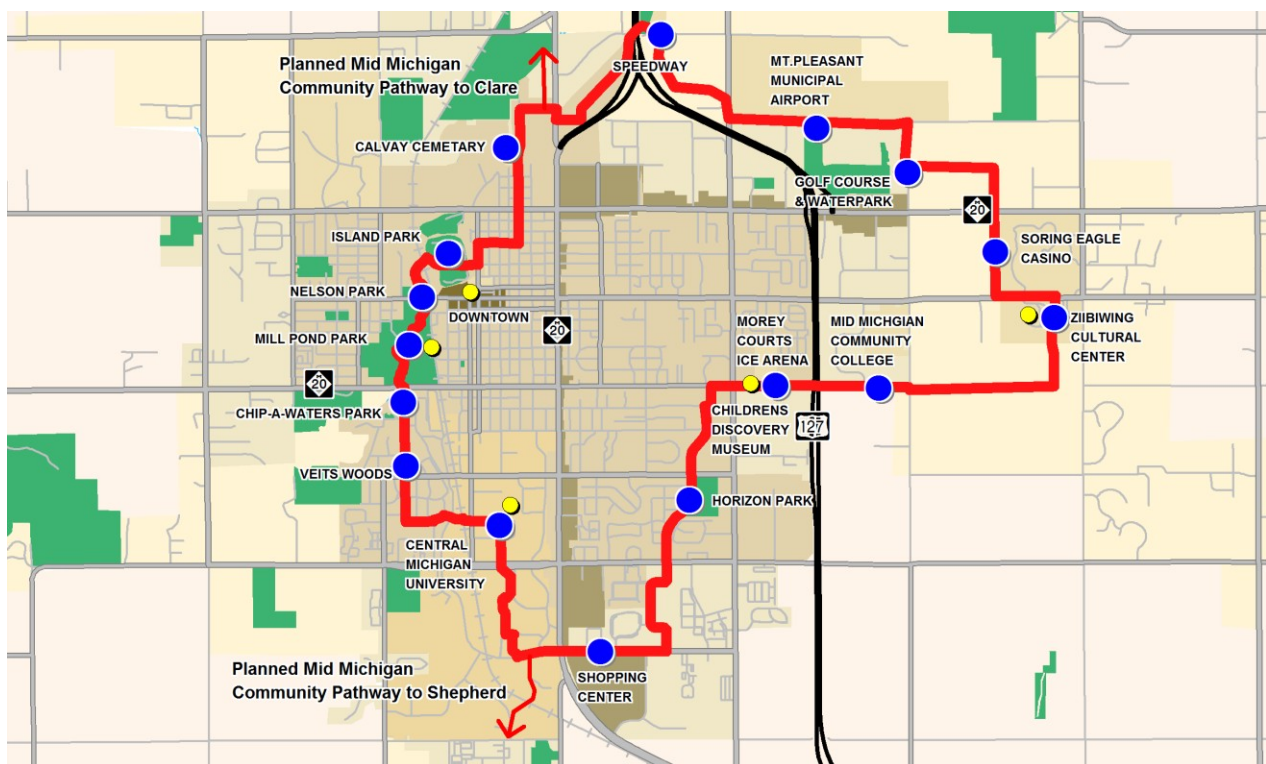 Planned Mid Michigan
Community Pathway to Clare
SPEEDWAY
MT.PLEASANT
MUNICIPAL
AIRPORT
CALVAY CEMETARY
GOLF COURSE
& WATERPARK
M
20
ISLAND PARK
SORING EAGLE
CASINO
NELSON PARK
DOWNTOWN
MILL POND PARK
M
20
MOREY
COURTS
ICE ARENA
MID MICHGIAN
COMMUNITY
COLLEGE
ZIIBIWING
CULTURAL
CENTER
M
20
CHIP-A-WATERS PARK
CHILDRENS
DISCOVERY
MUSEUM
127
VEITS WOODS
HORIZON PARK
CENTRAL
MICHIGAN
UNIVERSITY
Planned Mid Michigan
Community Pathway to Shepherd
SHOPPING
CENTER